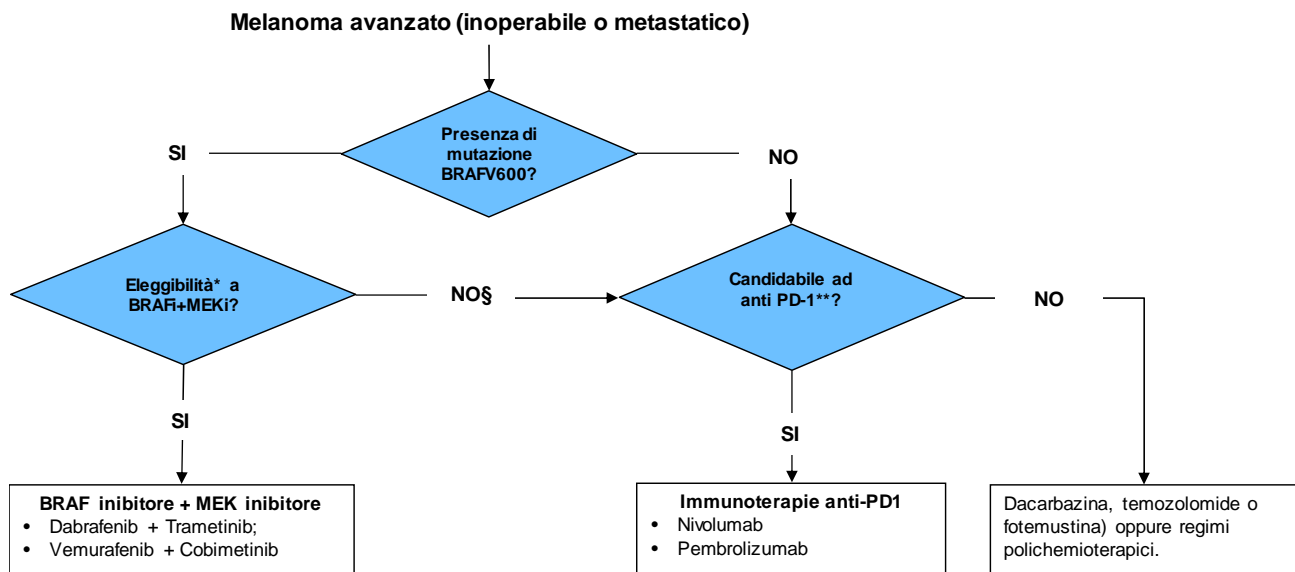 Melanoma avanzato (inoperabile o metastatico)
Presenza di
mutazione
BRAFV600?
SI
NO
Eleggibilità* a
BRAFi+MEKi?
NO§
Candidabile ad
anti PD-1**?
NO
SI
SI
BRAF inibitore + MEK inibitore
• Dabrafenib + Trametinib;
• Vemurafenib + Cobimetinib
Immunoterapie anti-PD1
• Nivolumab
• Pembrolizumab
Dacarbazina, temozolomide o
fotemustina) oppure regimi
polichemioterapici.